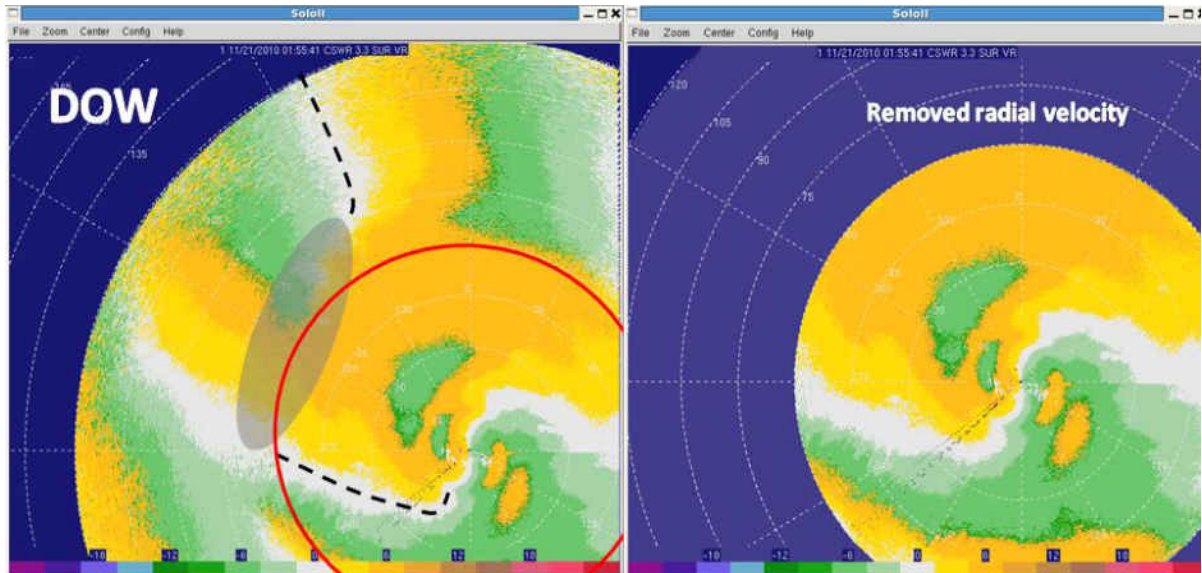 SoloII
File Zoom Center Config Help
1 11/21/2010 01:55:41 CSWR 3.3 SUR VR
DOW
135
-18 -12 -6 0 6 12 18
SoloII
File Zoom Center Config Help
1 11/21/2010 01:55:41 CSWR 3.3 SUR VR
120
Removed radial velocity
105
90
75
-18 -12 -6 0 6 12 18